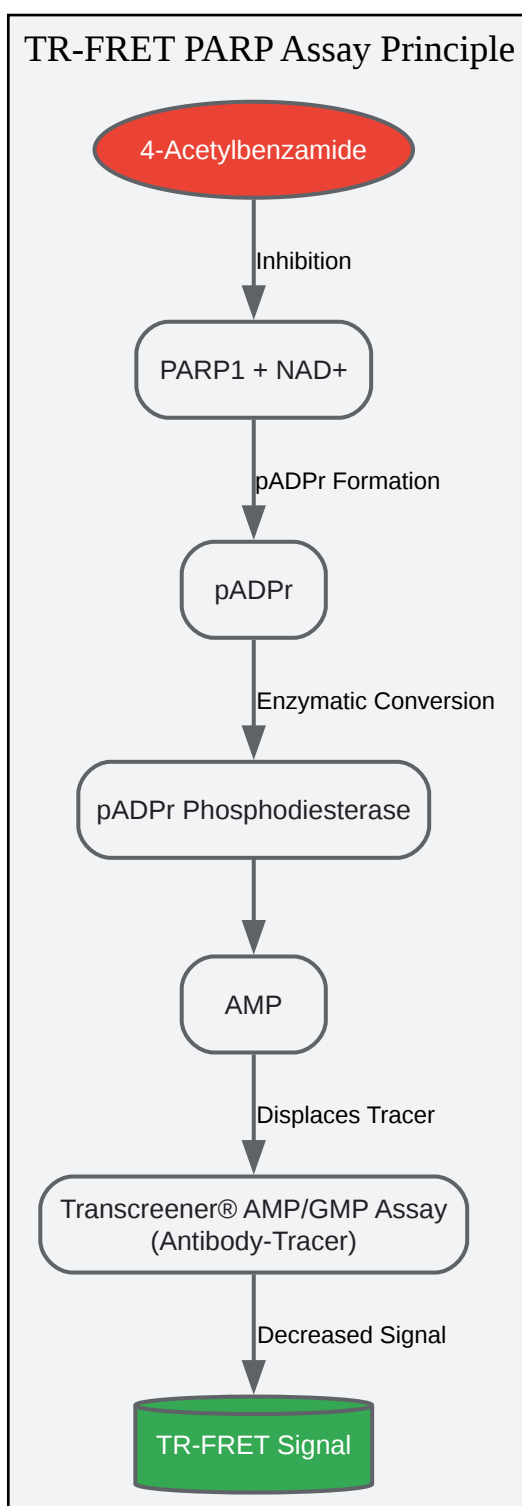 TR-FRET PARP Assay Principle
4-Acetylbenzamide
Inhibition
PARP1 + NAD+
pADPr Formation
pADPr
Enzymatic Conversion
pADPr Phosphodiesterase
AMP
Displaces Tracer
Transcreener® AMP/GMP Assay
(Antibody-Tracer)
Decreased Signal
TR-FRET Signal